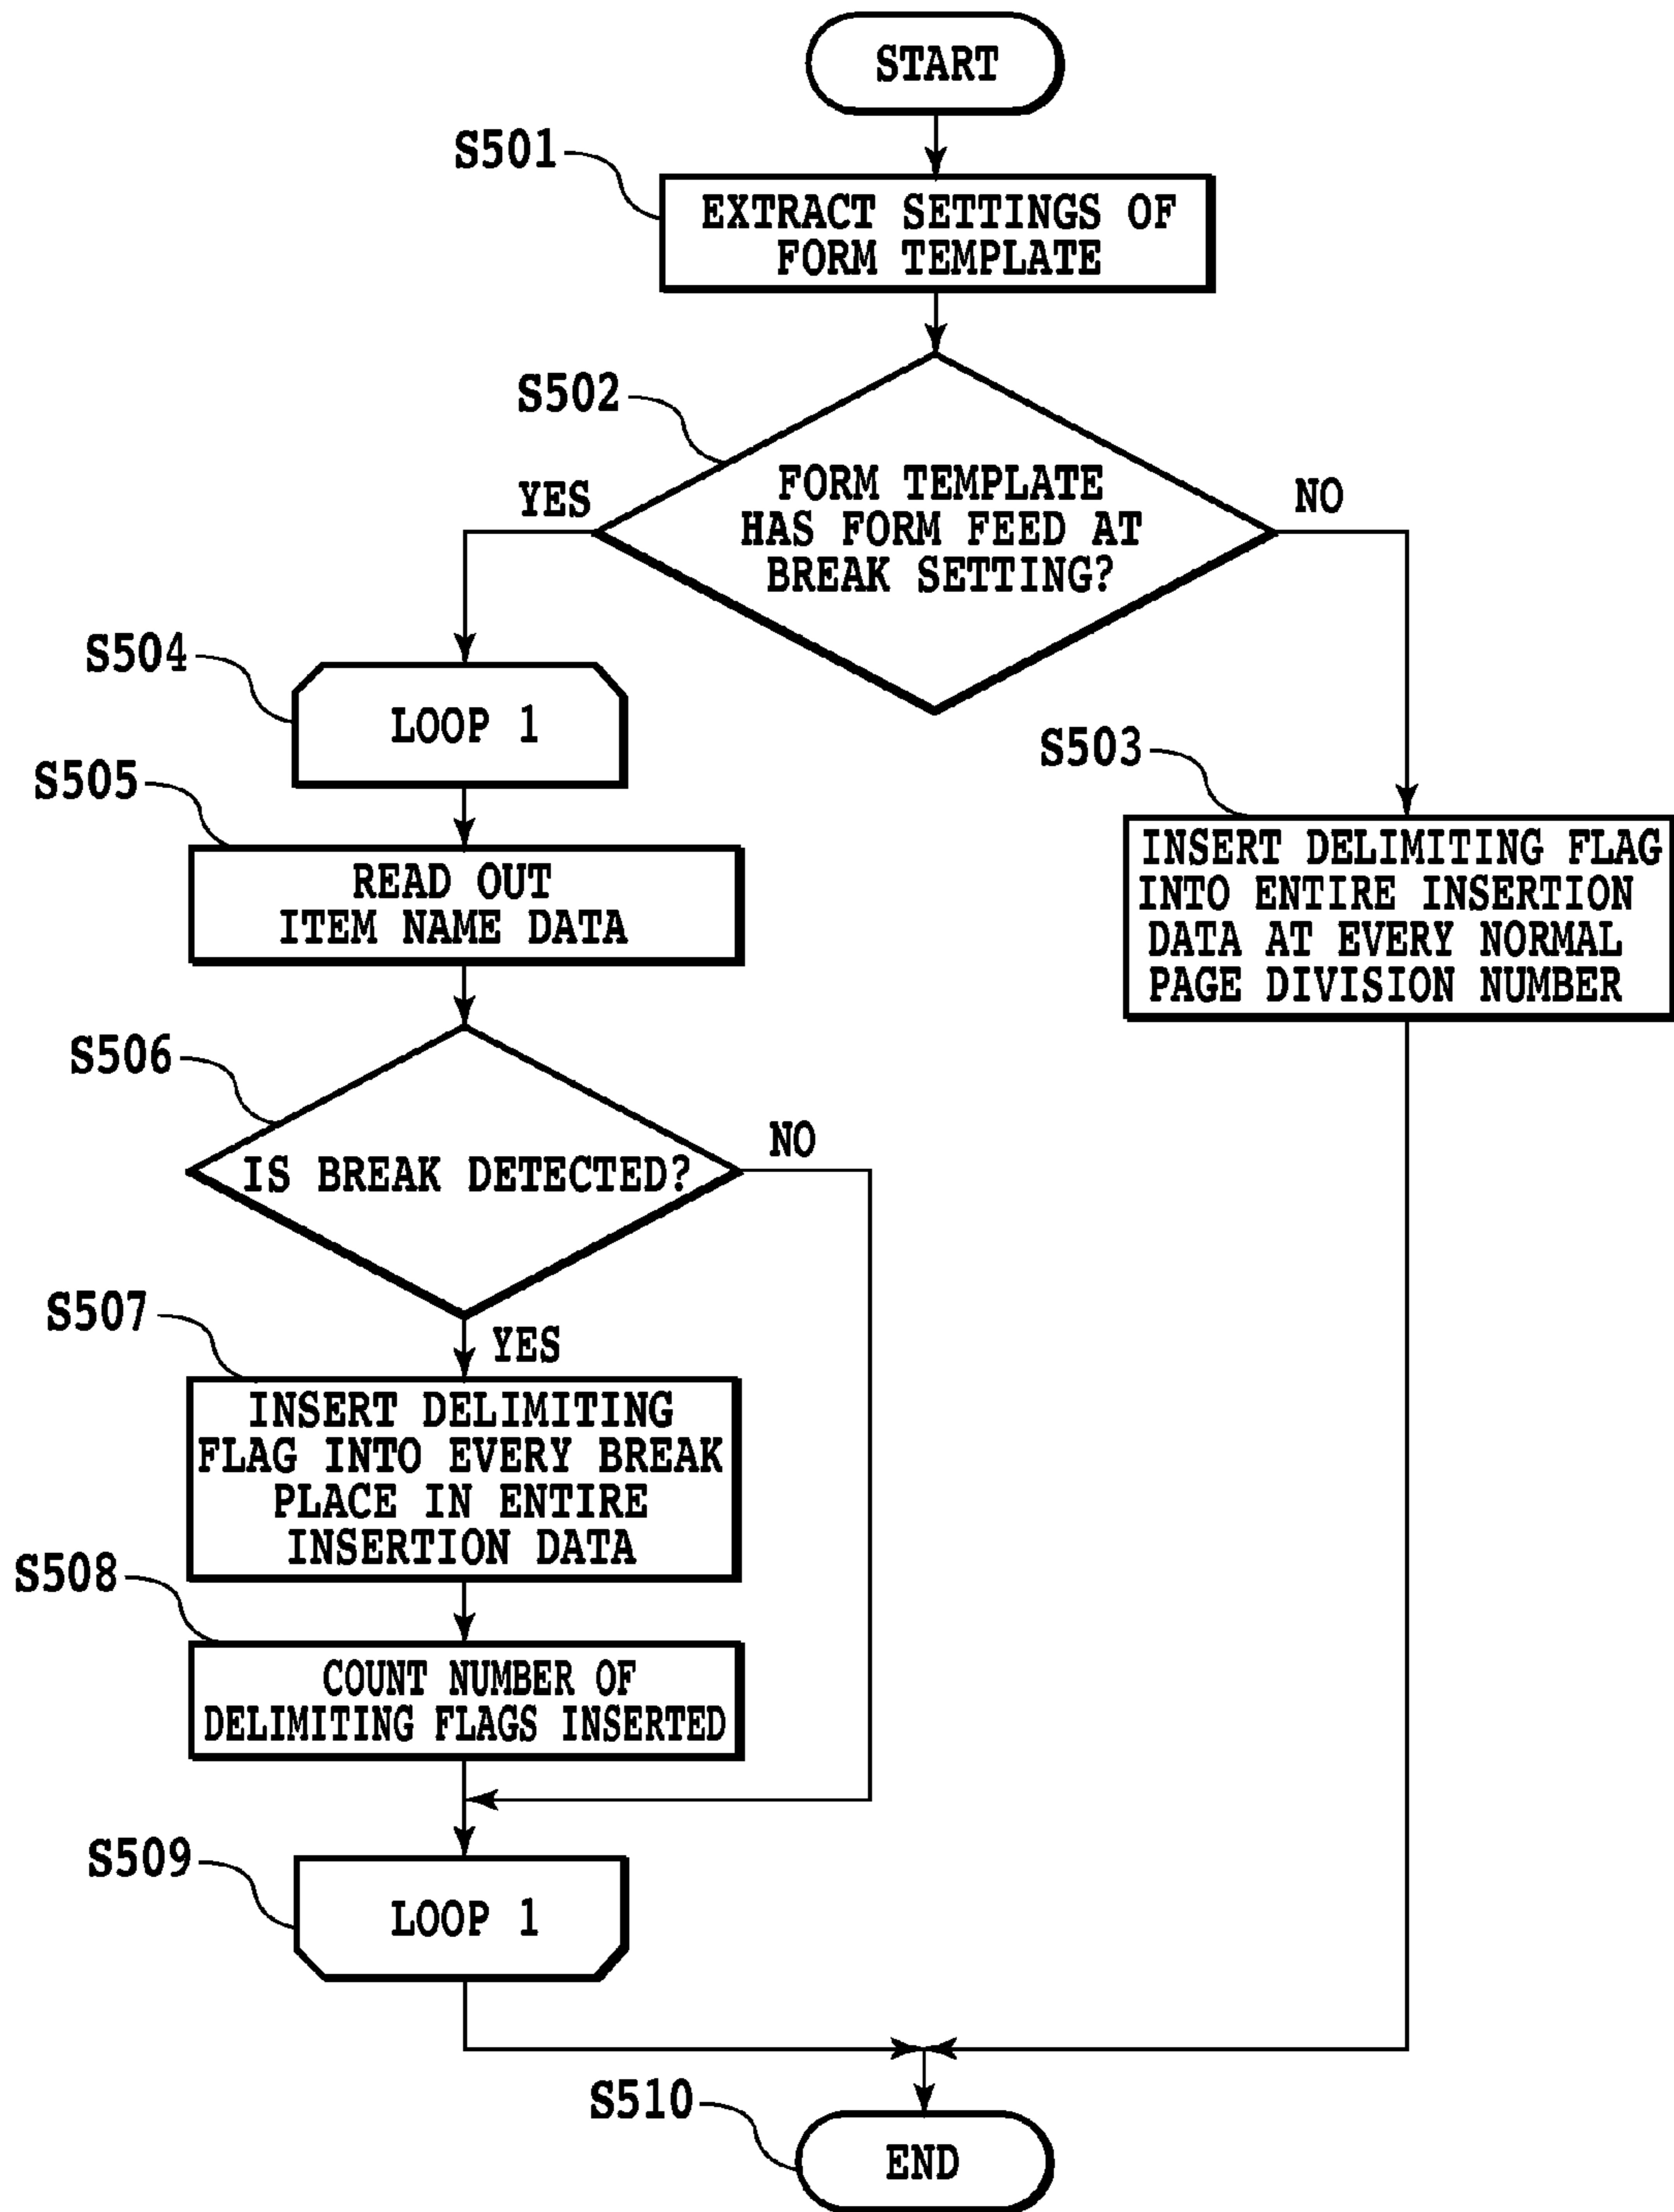 START
S501
EXTRACT SETTINGS OF
FORM TEMPLATE
S502
FORM TEMPLATE
HAS FORM FEED AT
BREAK SETTING?
YES
NO
S504
LOOP 1
S503
INSERT DELIMITING FLAG
INTO ENTIRE INSERTION
DATA AT EVERY NORMAL
PAGE DIVISION NUMBER
S505
READ OUT
ITEM NAME DATA
S506
IS BREAK DETECTED?
NO
YES
S507
INSERT DELIMITING
FLAG INTO EVERY BREAK
PLACE IN ENTIRE
INSERTION DATA
S508
COUNT NUMBER OF
DELIMITING FLAGS INSERTED
S509
LOOP 1
S510
END